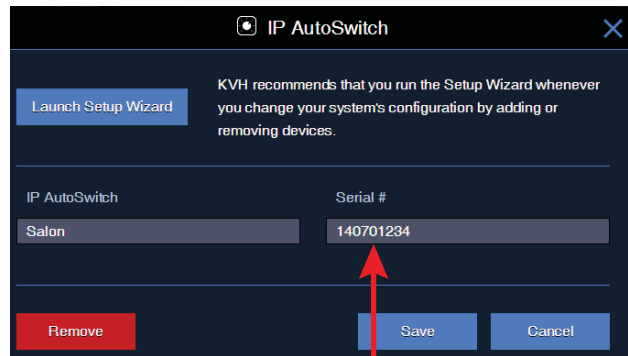 IP AutoSwitch
Launch Setup Wizard
KVH recommends that you run the Setup Wizard whenever
you change your system's configuration by adding or
removing devices.
IP AutoSwitch
Serial #
Salon
140701234
Remove
Save
Cancel